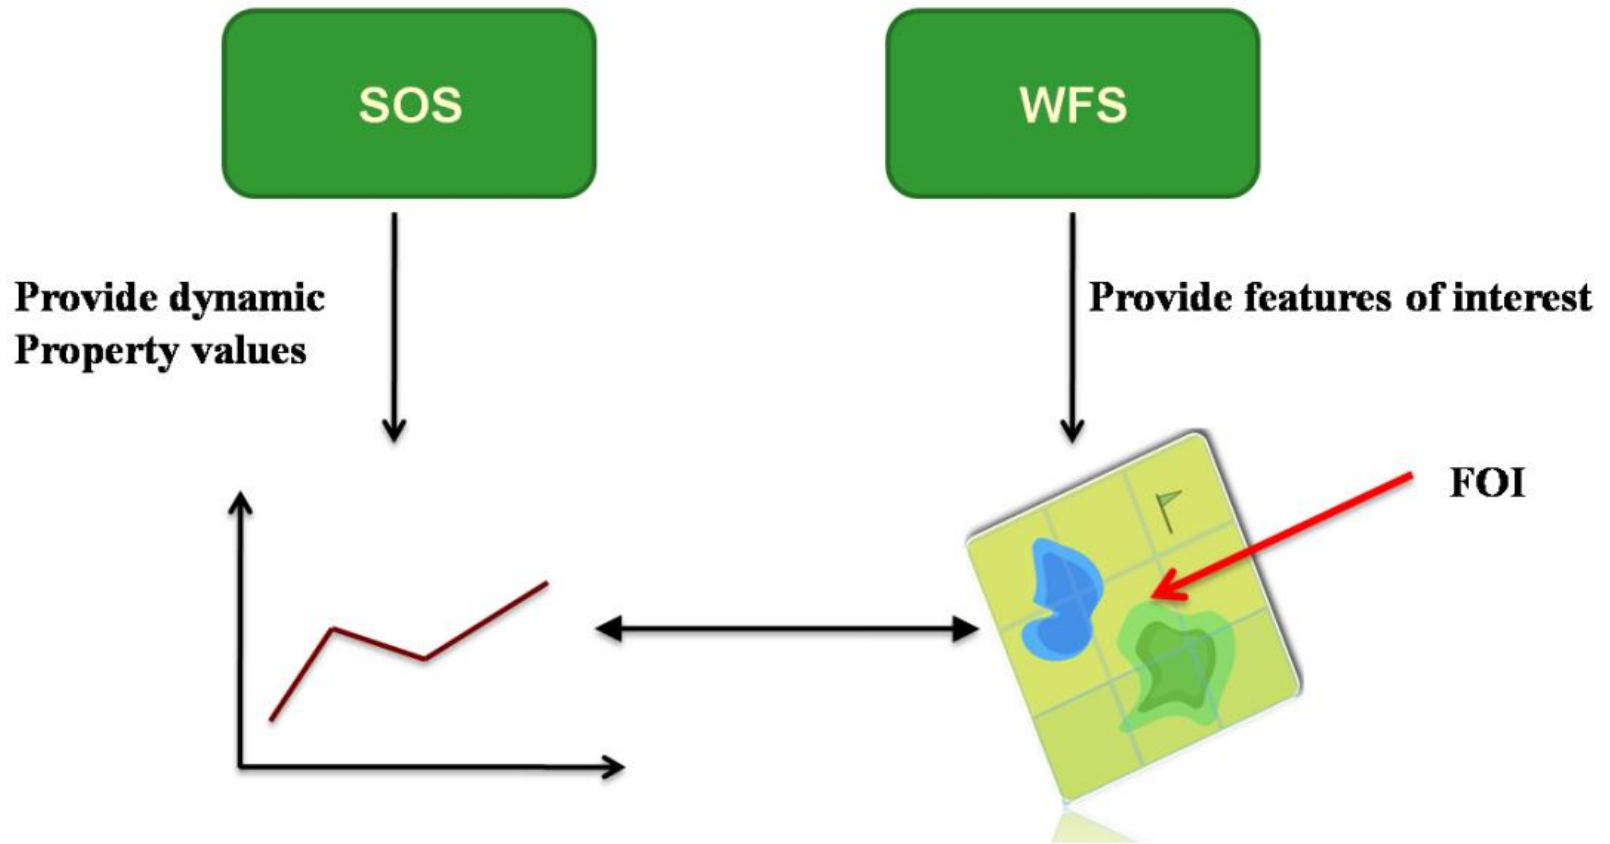 SOS
WFS
Provide dynamic
Property values
Provide features of interest
FOI